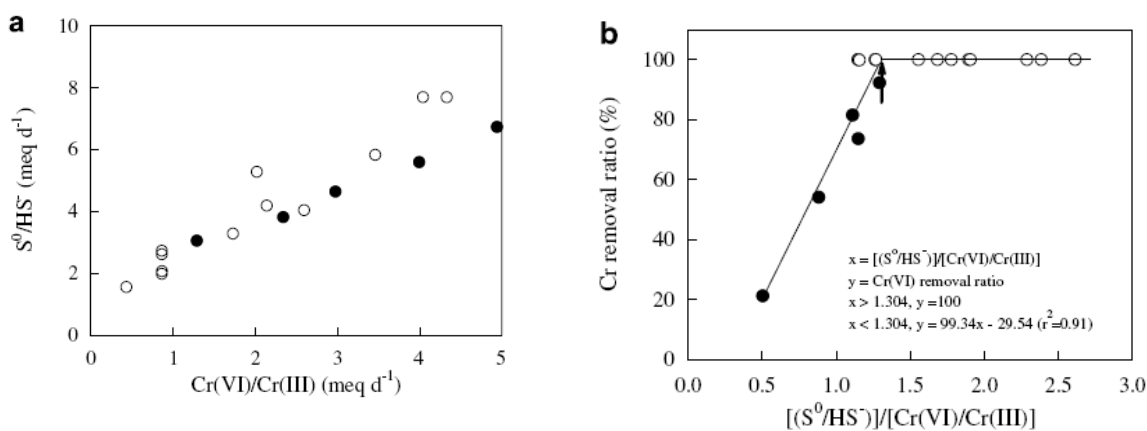 a
10
8
6
4
2
0
S⁰/HS⁻ (meq d⁻¹)
0 1 2 3 4 5
Cr(VI)/Cr(III) (meq d⁻¹)
b
100
80
60
40
20
0
Cr removal ratio (%)
x = [(S⁰/HS⁻)]/[Cr(VI)/Cr(III)]
y = Cr(VI) removal ratio
x > 1.304, y =100
x < 1.304, y = 99.34x - 29.54 (r²=0.91)
0.0 0.5 1.0 1.5 2.0 2.5 3.0
[(S⁰/HS⁻)]/[Cr(VI)/Cr(III)]